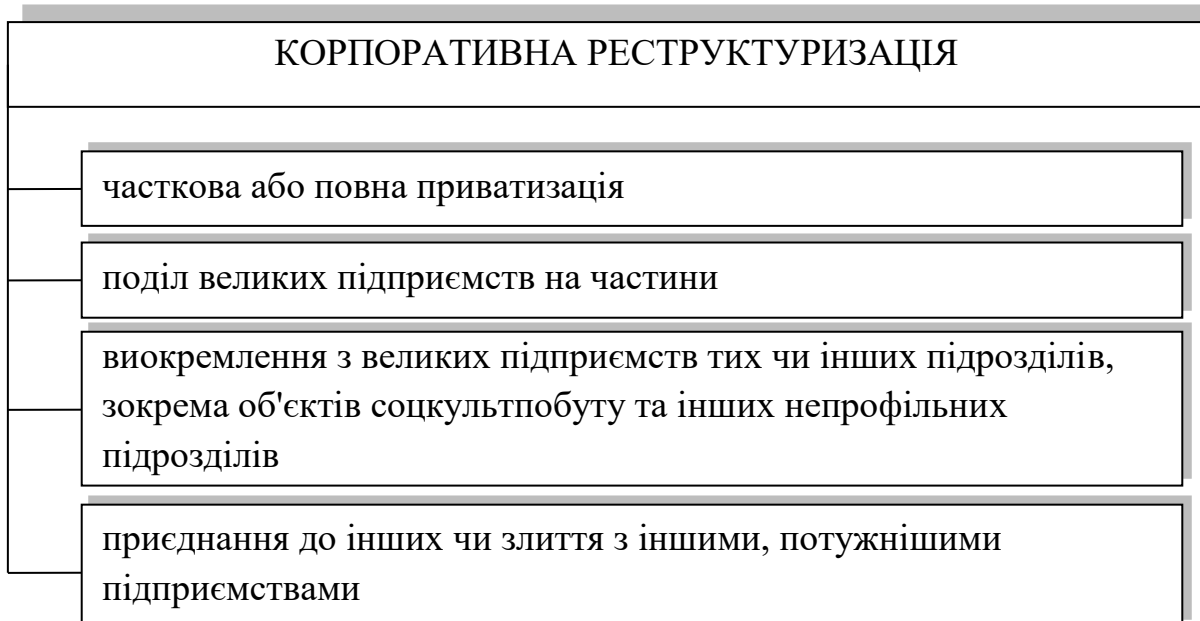 КОРПОРАТИВНА РЕСТРУКТУРИЗАЦІЯ
часткова або повна приватизація
поділ великих підприємств на частини
виокремлення з великих підприємств тих чи інших підрозділів,
зокрема об'єктів соцкультпобуту та інших непрофільних
підрозділів
приєднання до інших чи злиття з іншими, потужнішими
підприємствами